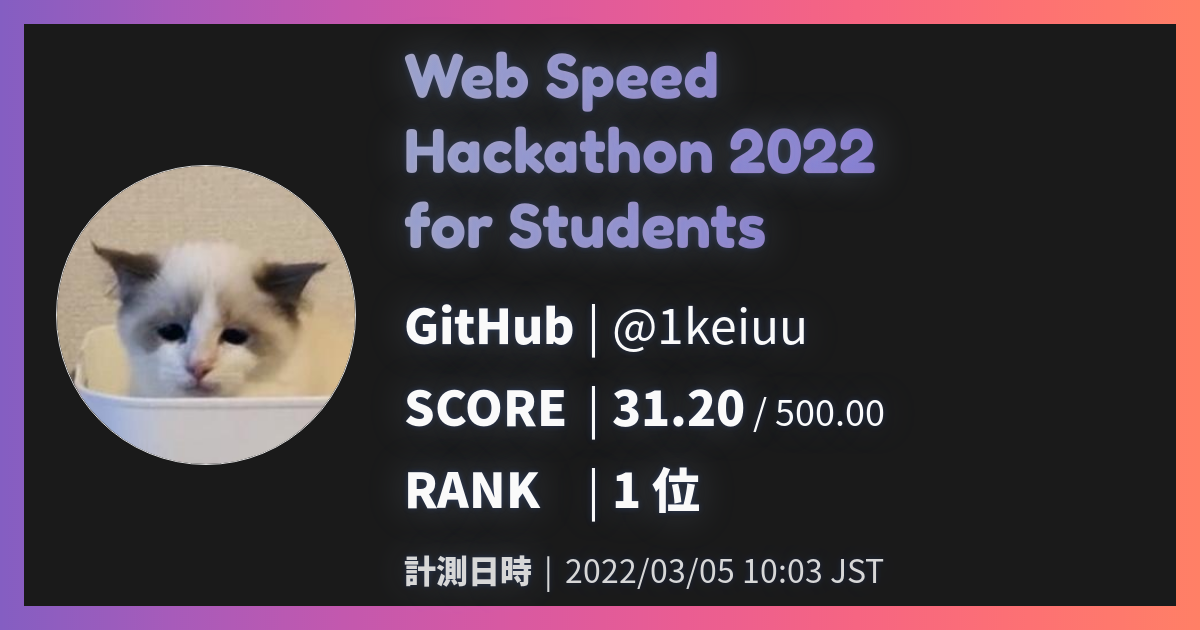 Web Speed
Hackathon 2022
for Students
GitHub | @1keiuu
SCORE | 31.20 / 500.00
RANK | 1 位
計測日時 | 2022/03/05 10:03 JST